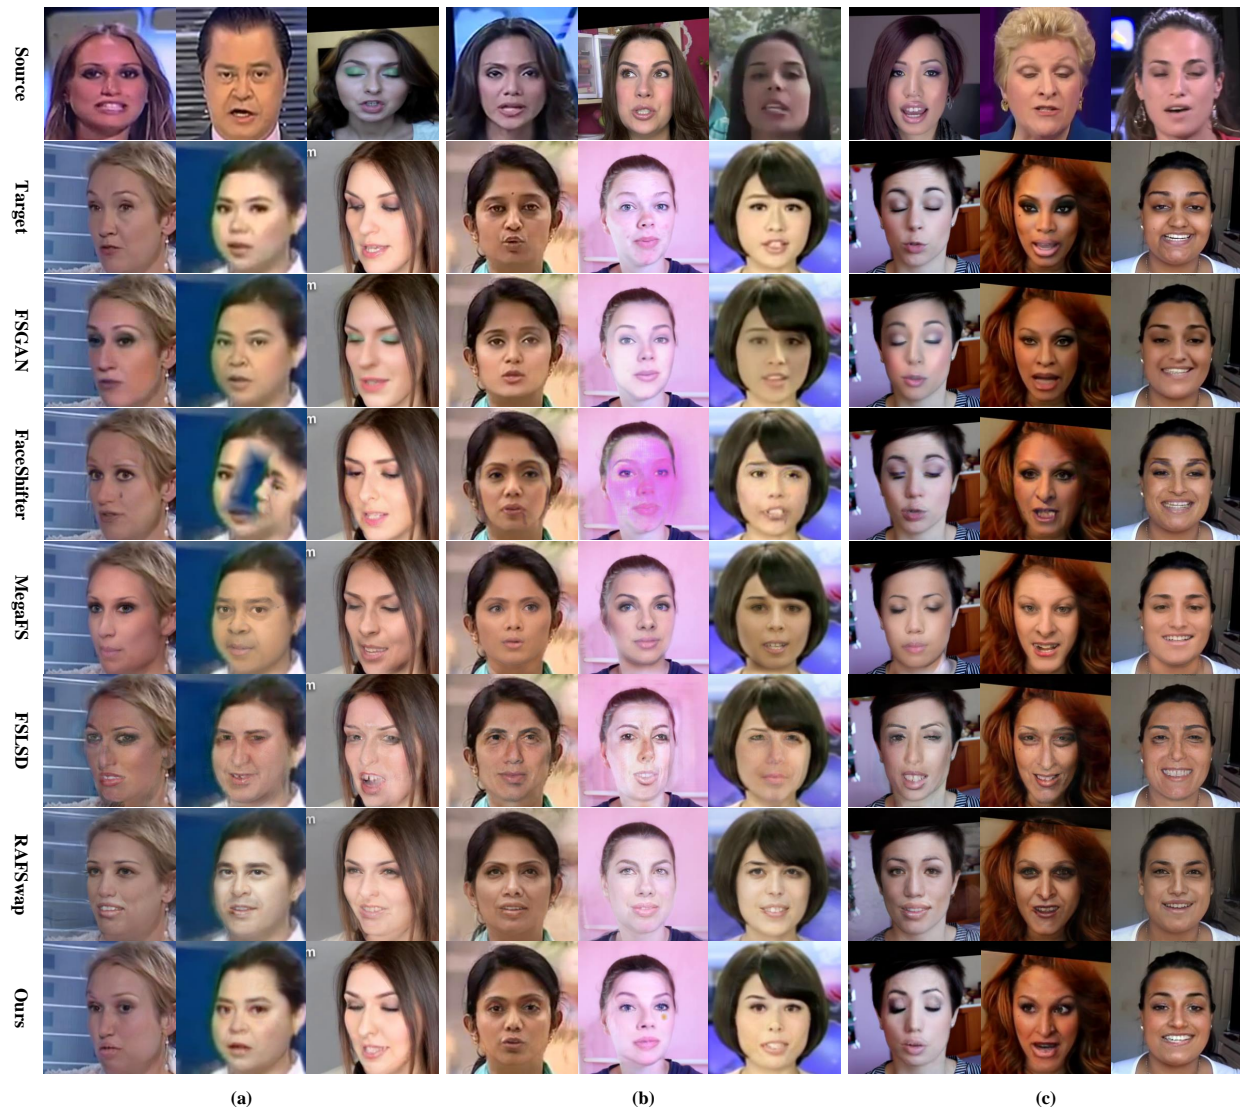 Source
Target
m
FSGAN
m
FaceShifter
m
MegaFS
m
FSLSD
m
RAFSwap
m
Ours
m
(a)
(b)
(c)